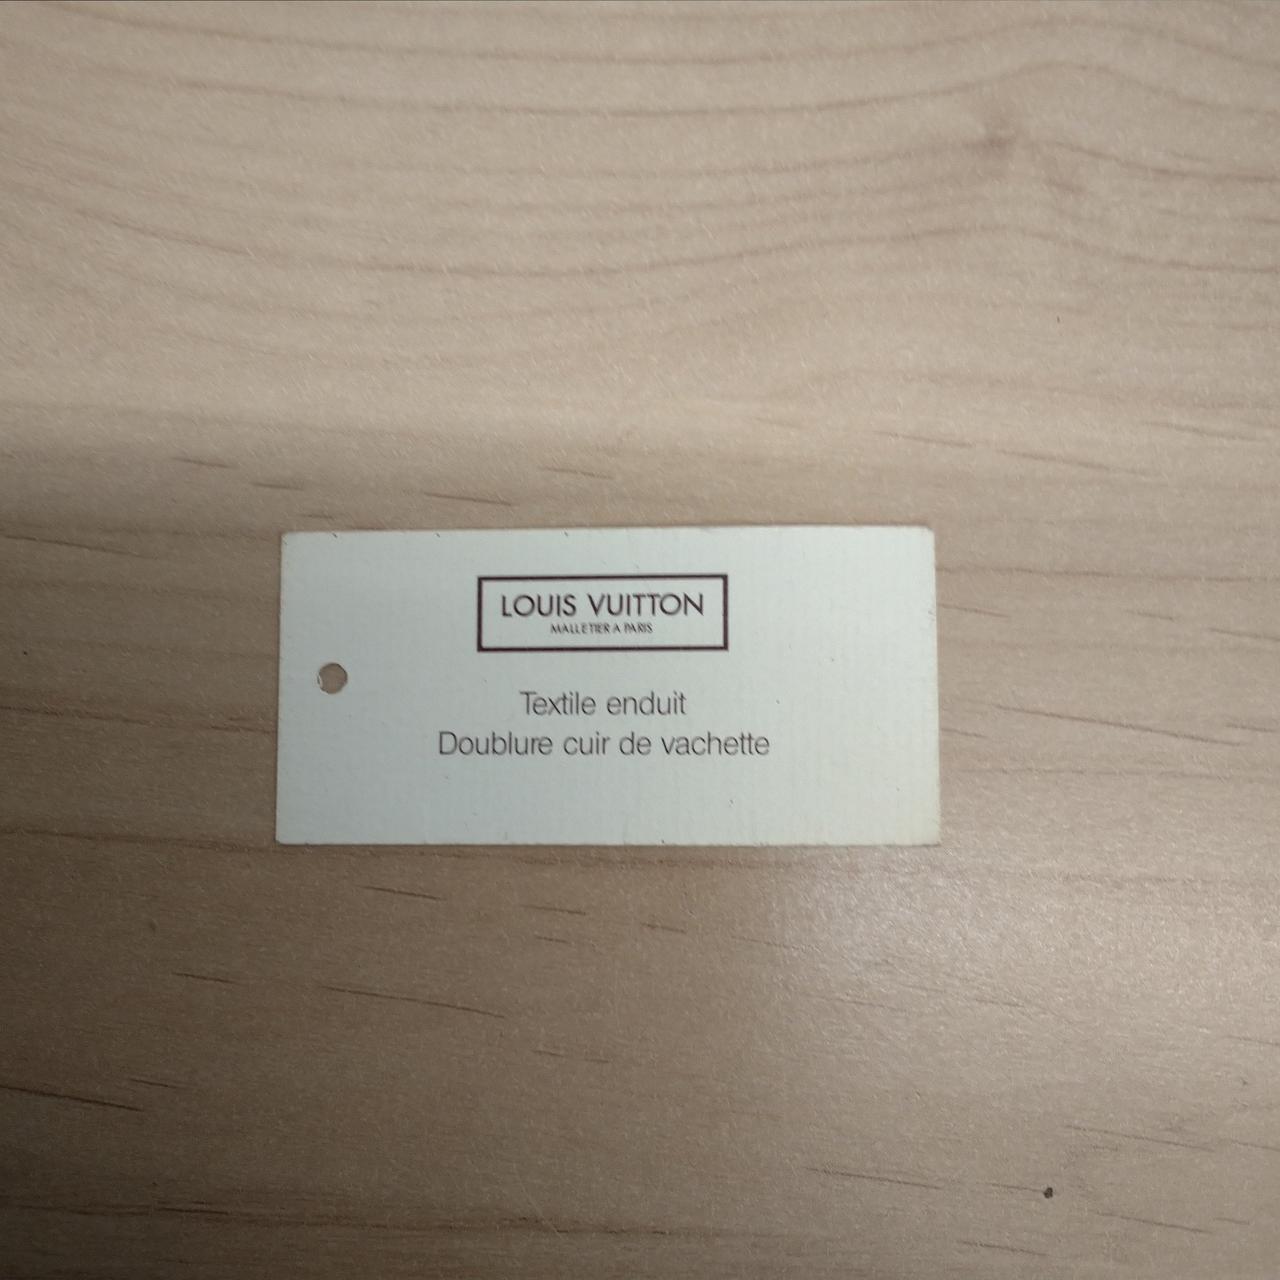 LOUIS VUITTON
MALLETIER A PARIS
Textile enduit
Doublure cuir de vachette